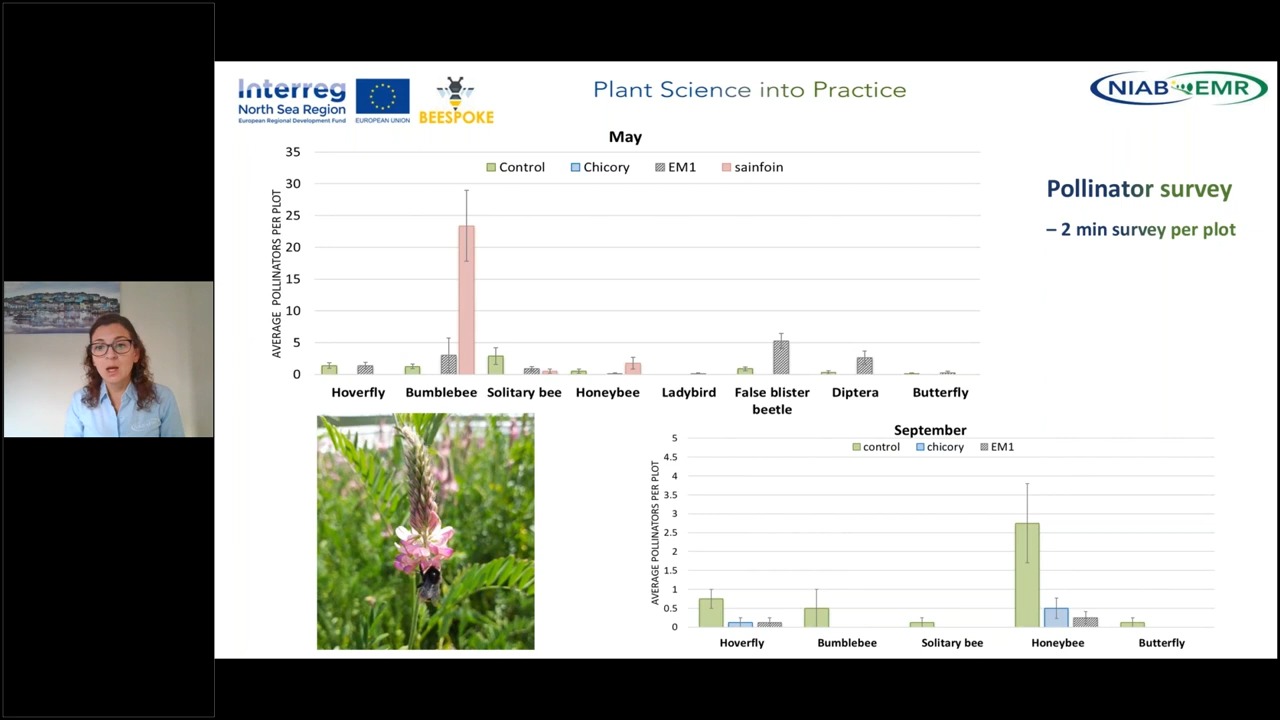 Interreg
North Sea Region
European Regional Development Fund
EUROPEAN UNION
BEESPOKE
Plant Science into Practice
NIAB EMR
May
Control Chicory EM1 sainfoin
AVERAGE POLLINATORS PER PLOT
35
30
25
20
15
10
5
0
Hoverfly Bumblebee Solitary bee Honeybee Ladybird False blister beetle Diptera Butterfly
Pollinator survey
– 2 min survey per plot
September
control chicory EM1
AVERAGE POLLINATORS PER PLOT
5
4.5
4
3.5
3
2.5
2
1.5
1
0.5
0
Hoverfly Bumblebee Solitary bee Honeybee Butterfly